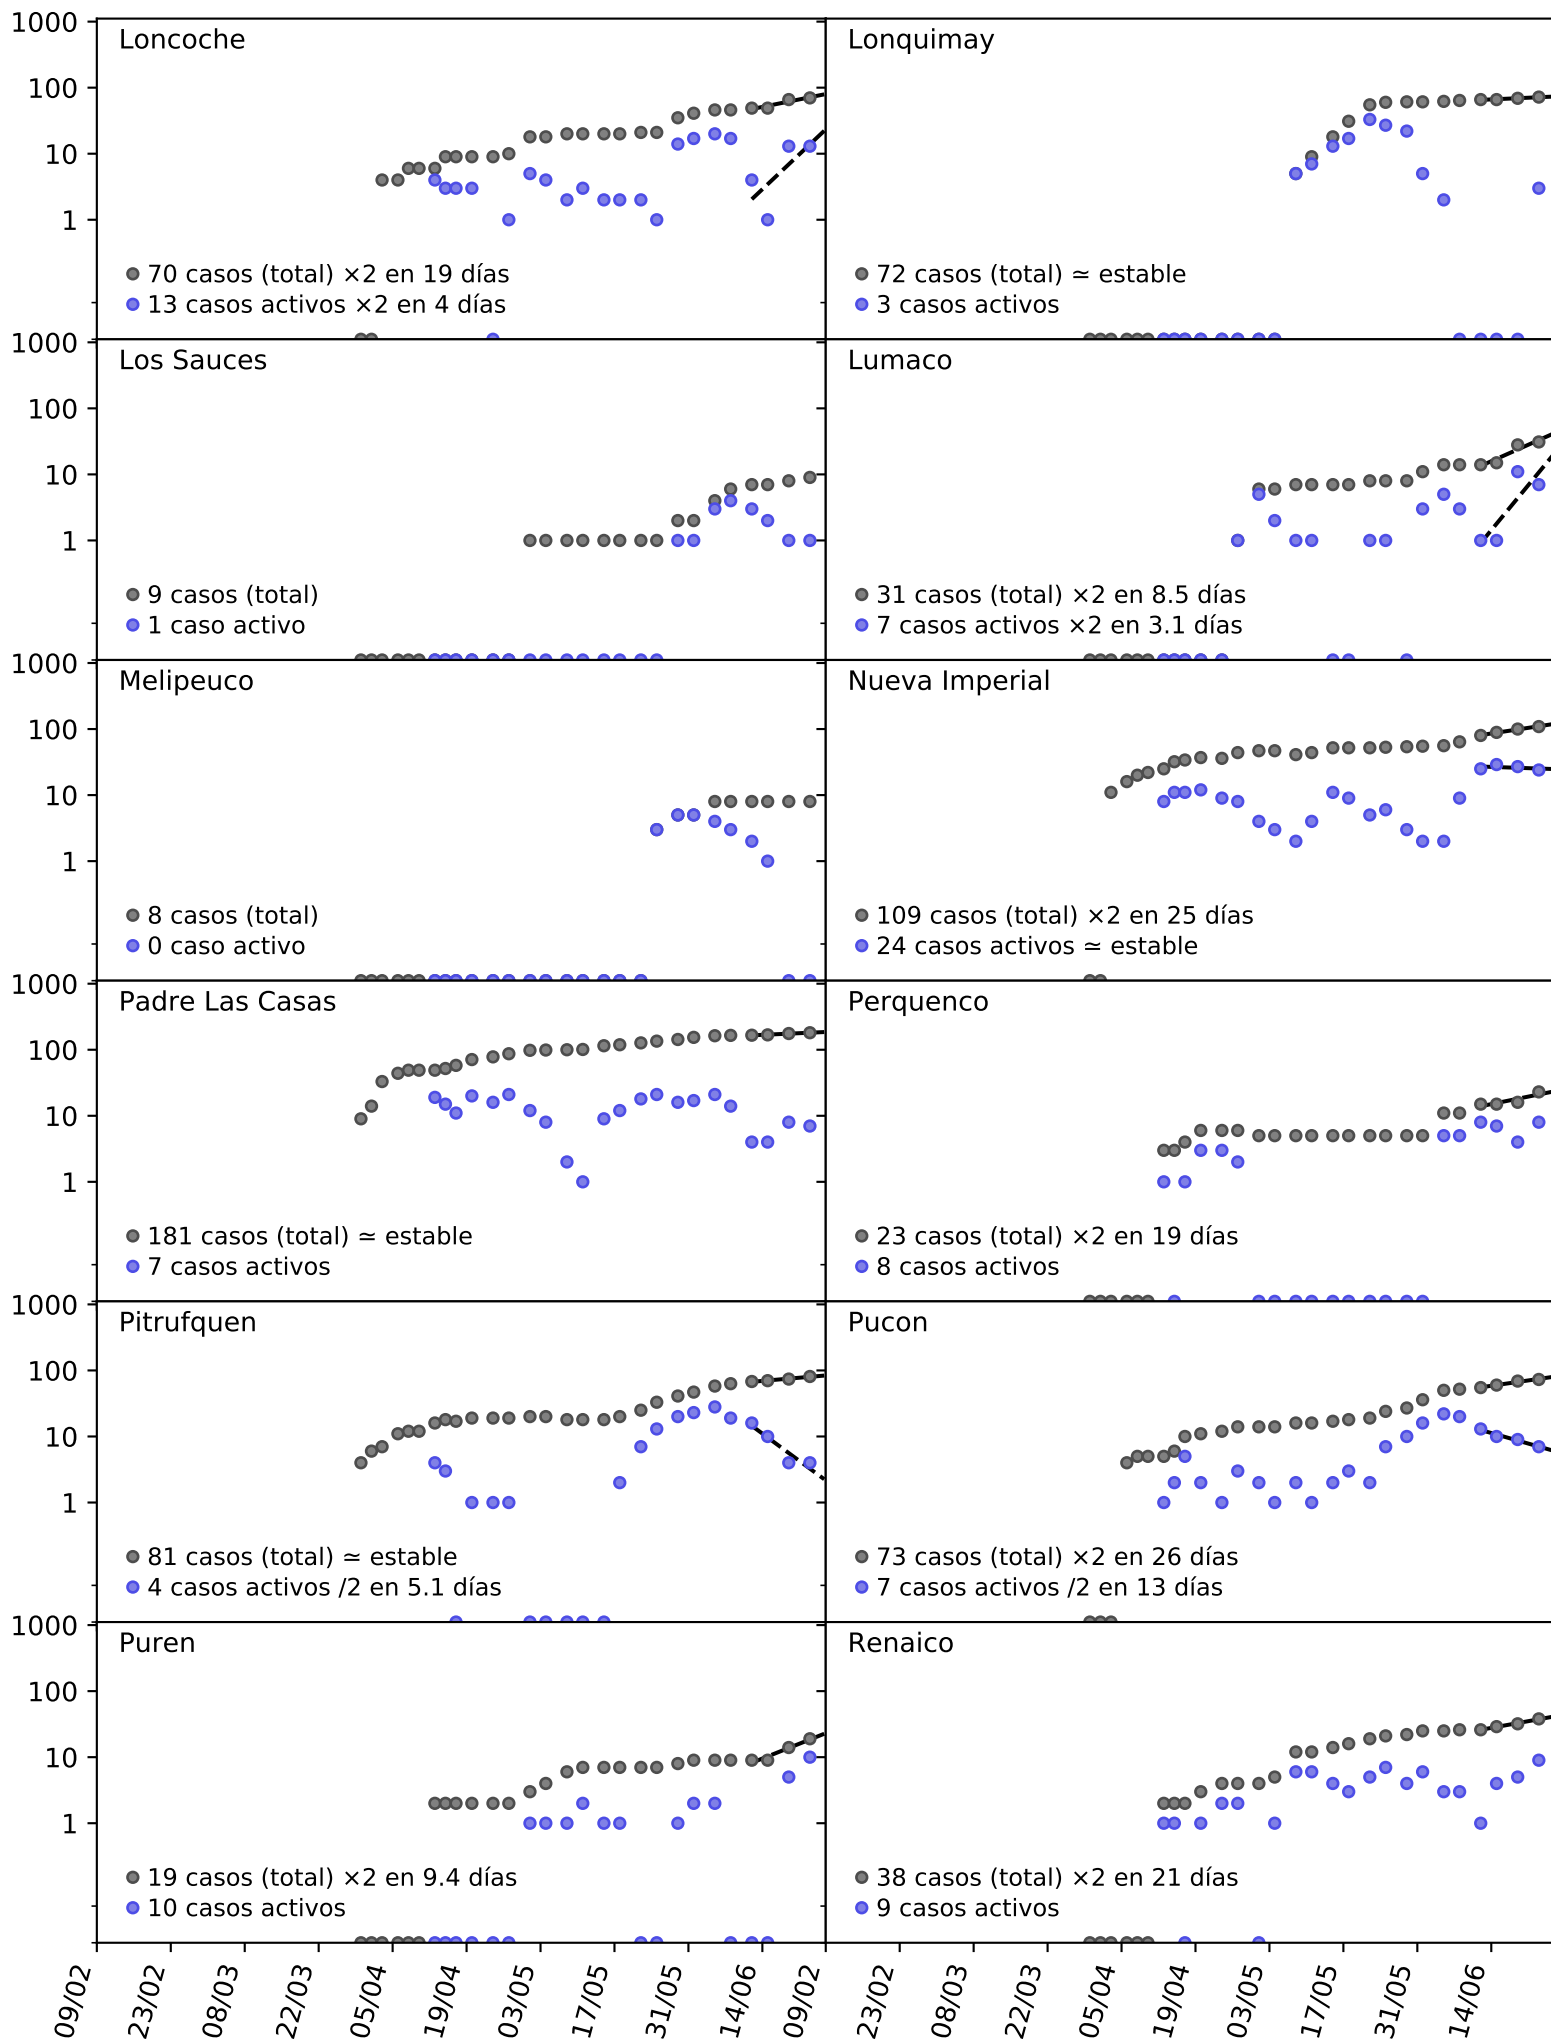 1000
100
10
1
Loncoche
70 casos (total) ×2 en 19 días
13 casos activos ×2 en 4 días
Lonquimay
72 casos (total) ≃ estable
3 casos activos
1000
100
10
1
Los Sauces
9 casos (total)
1 caso activo
Lumaco
31 casos (total) ×2 en 8.5 días
7 casos activos ×2 en 3.1 días
1000
100
10
1
Melipeuco
8 casos (total)
0 caso activo
Nueva Imperial
109 casos (total) ×2 en 25 días
24 casos activos ≃ estable
1000
100
10
1
Padre Las Casas
181 casos (total) ≃ estable
7 casos activos
Perquenco
23 casos (total) ×2 en 19 días
8 casos activos
1000
100
10
1
Pitrufquen
81 casos (total) ≃ estable
4 casos activos /2 en 5.1 días
Pucon
73 casos (total) ×2 en 26 días
7 casos activos /2 en 13 días
1000
100
10
1
Puren
19 casos (total) ×2 en 9.4 días
10 casos activos
Renaico
38 casos (total) ×2 en 21 días
9 casos activos
09/02
23/02
08/03
22/03
05/04
19/04
03/05
17/05
31/05
14/06
09/02
23/02
08/03
22/03
05/04
19/04
03/05
17/05
31/05
14/06